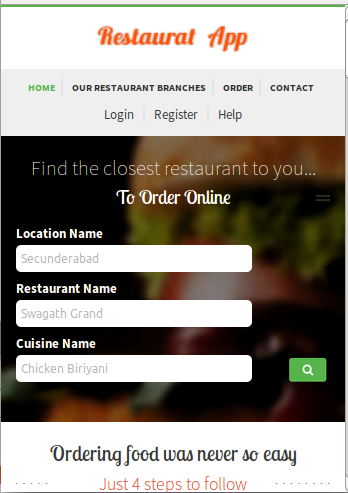 Restaurat App
HOME OUR RESTAURANT BRANCHES ORDER CONTACT
Login Register Help
Find the closest restaurant to you...
To Order Online
Location Name
Secunderabad
Restaurant Name
Swagath Grand
Cuisine Name
Chicken Biriyani
Ordering food was never so easy
Just 4 steps to follow